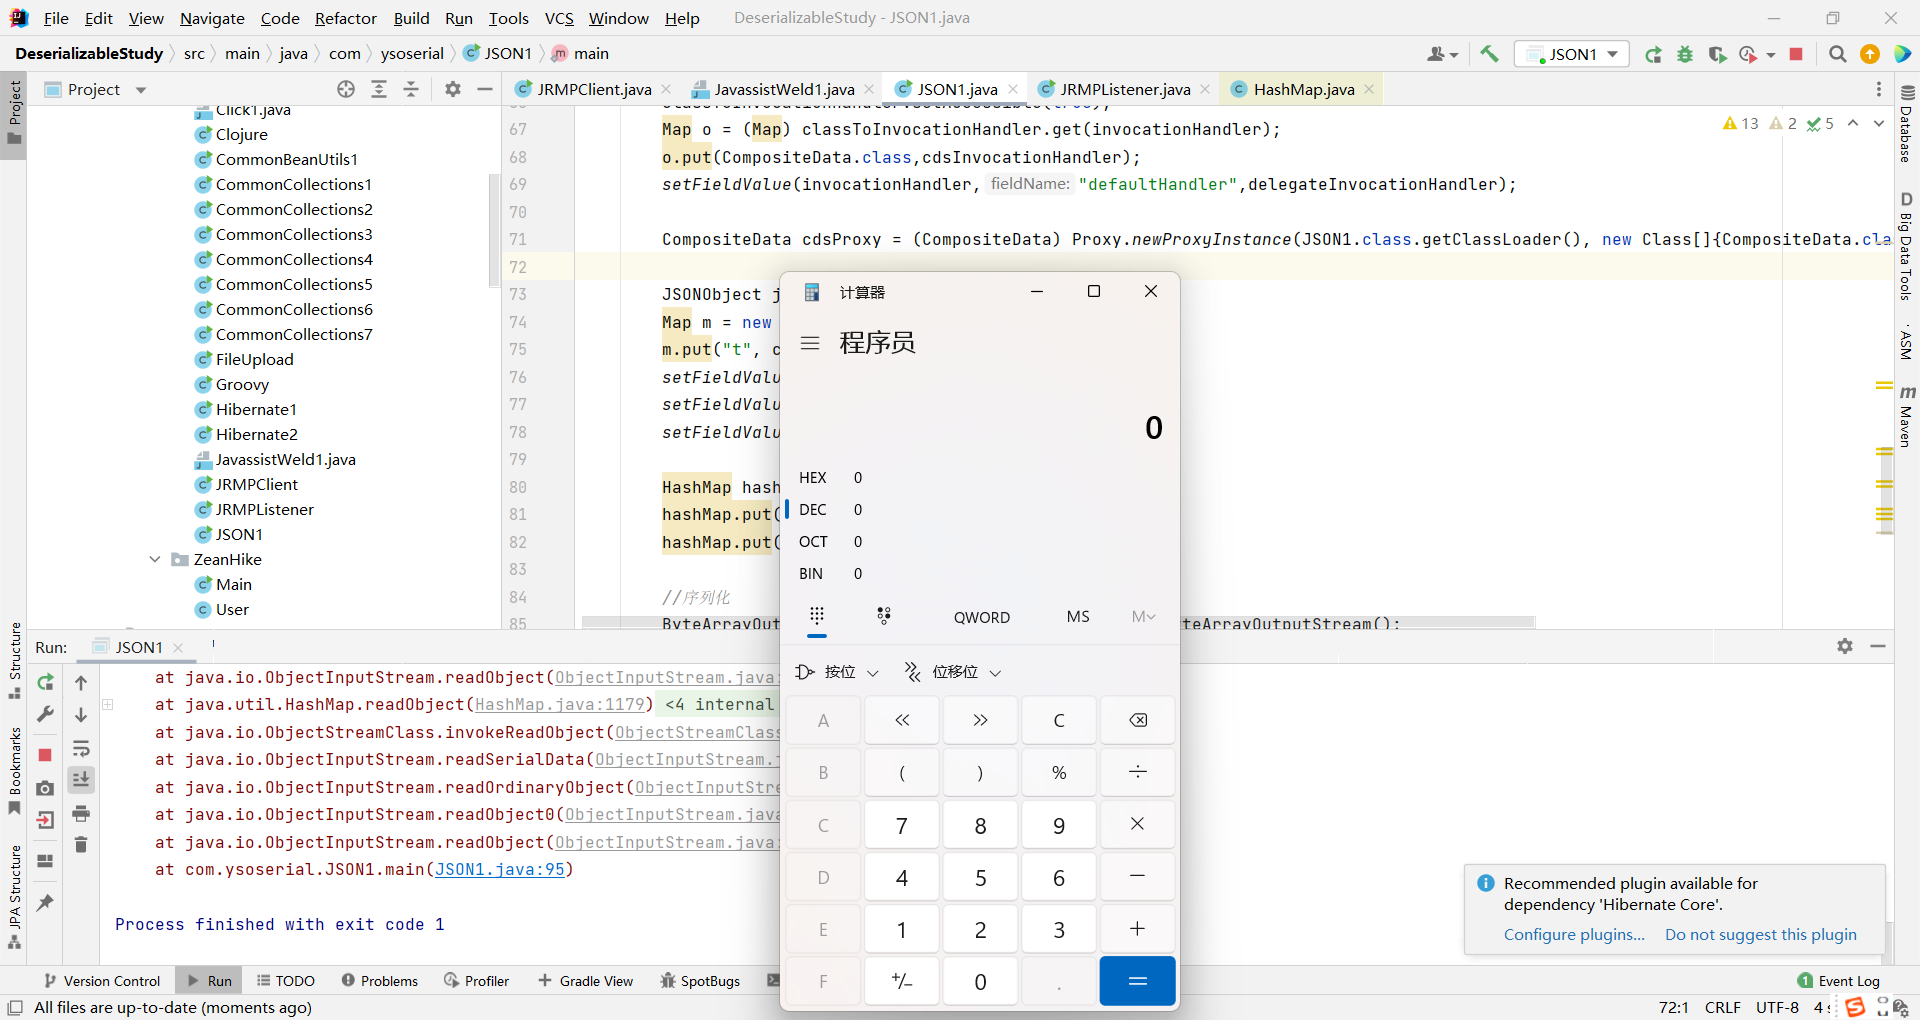 File Edit View Navigate Code Refactor Build Run Tools VCS Window Help DeserializableStudy - JSON1.java
DeserializableStudy src main java com ysoserial JSON1 main JSON1
Project JRMPClient.java JavassistWeld1.java JSON1.java JRMPListener.java HashMap.java
Project
Click1.java
Clojure
CommonBeanUtils1
CommonCollections1
CommonCollections2
CommonCollections3
CommonCollections4
CommonCollections5
CommonCollections6
CommonCollections7
FileUpload
Groovy
Hibernate1
Hibernate2
JavassistWeld1.java
JRMPClient
JRMPListener
JSON1
ZeanHike
Main
User
13 2 5
67 Map o = (Map) classToInvocationHandler.get(invocationHandler);
68 o.put(CompositeData.class,cdsInvocationHandler);
69 setFieldValue(invocationHandler, fieldName: "defaultHandler",delegateInvocationHandler);
70
71 CompositeData cdsProxy = (CompositeData) Proxy.newProxyInstance(JSON1.class.getClassLoader(), new Class[]{CompositeData.cla
72
73 JSONObject j
74 Map m = new
75 m.put("t", c
76 setFieldValu
77 setFieldValu
78 setFieldValu
79
80 HashMap hash
81 hashMap.put(
82 hashMap.put(
83
84 //序列化
85 ByteArrayOut teArrayOutputStream();
Database
D Big Data Tools
ASM
m Maven
Structure
Bookmarks
JPA Structure
计算器
程序员
0
HEX 0
DEC 0
OCT 0
BIN 0
QWORD MS M
按位 位移位
A << >> C
B ( ) % ÷
C 7 8 9 ×
D 4 5 6 −
E 1 2 3 +
F +/− 0 . =
Run: JSON1
at java.io.ObjectInputStream.readObject(ObjectInputStream.java:
at java.util.HashMap.readObject(HashMap.java:1179) <4 internal
at java.io.ObjectStreamClass.invokeReadObject(ObjectStreamClass
at java.io.ObjectInputStream.readSerialData(ObjectInputStream.
at java.io.ObjectInputStream.readOrdinaryObject(ObjectInputStre
at java.io.ObjectInputStream.readObject0(ObjectInputStream.java
at java.io.ObjectInputStream.readObject(ObjectInputStream.java:
at com.ysoserial.JSON1.main(JSON1.java:95)
Process finished with exit code 1
Recommended plugin available for
dependency 'Hibernate Core'.
Configure plugins... Do not suggest this plugin
Version Control Run TODO Problems Profiler Gradle View SpotBugs 1 Event Log
All files are up-to-date (moments ago) 72:1 CRLF UTF-8 4 s